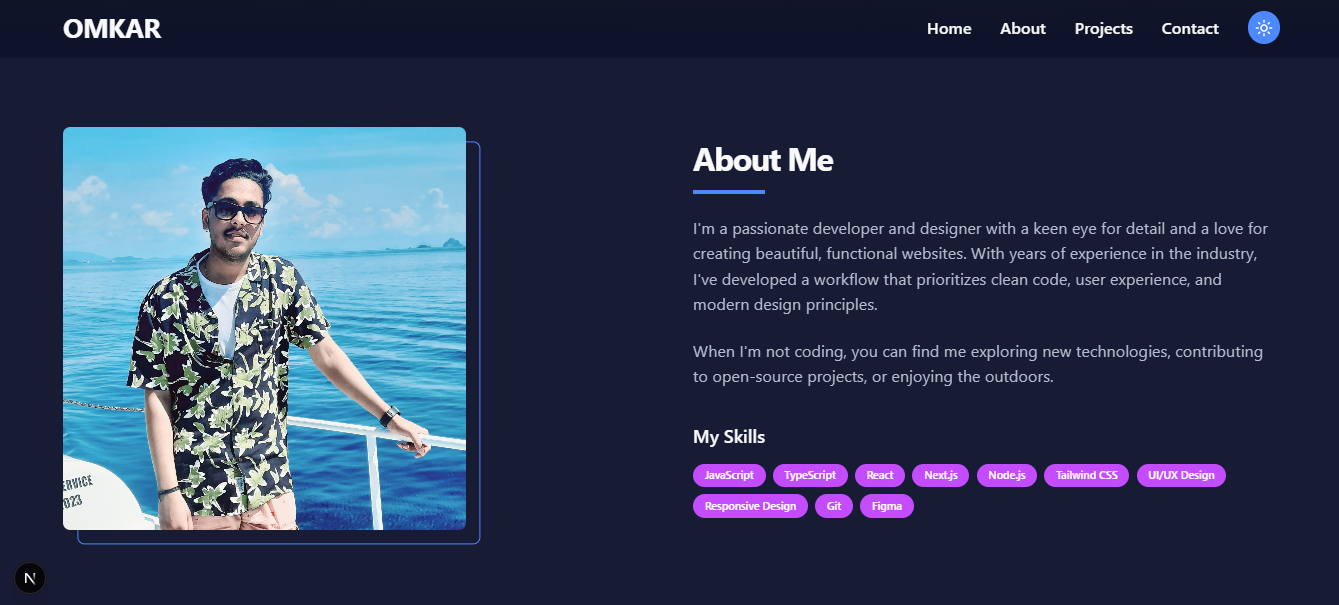 OMKAR
Home About Projects Contact
About Me
I'm a passionate developer and designer with a keen eye for detail and a love for
creating beautiful, functional websites. With years of experience in the industry,
I've developed a workflow that prioritizes clean code, user experience, and
modern design principles.
When I'm not coding, you can find me exploring new technologies, contributing
to open-source projects, or enjoying the outdoors.
My Skills
JavaScript TypeScript React Next.js Node.js Tailwind CSS UI/UX Design
Responsive Design Git Figma
ERVICE
2023
N